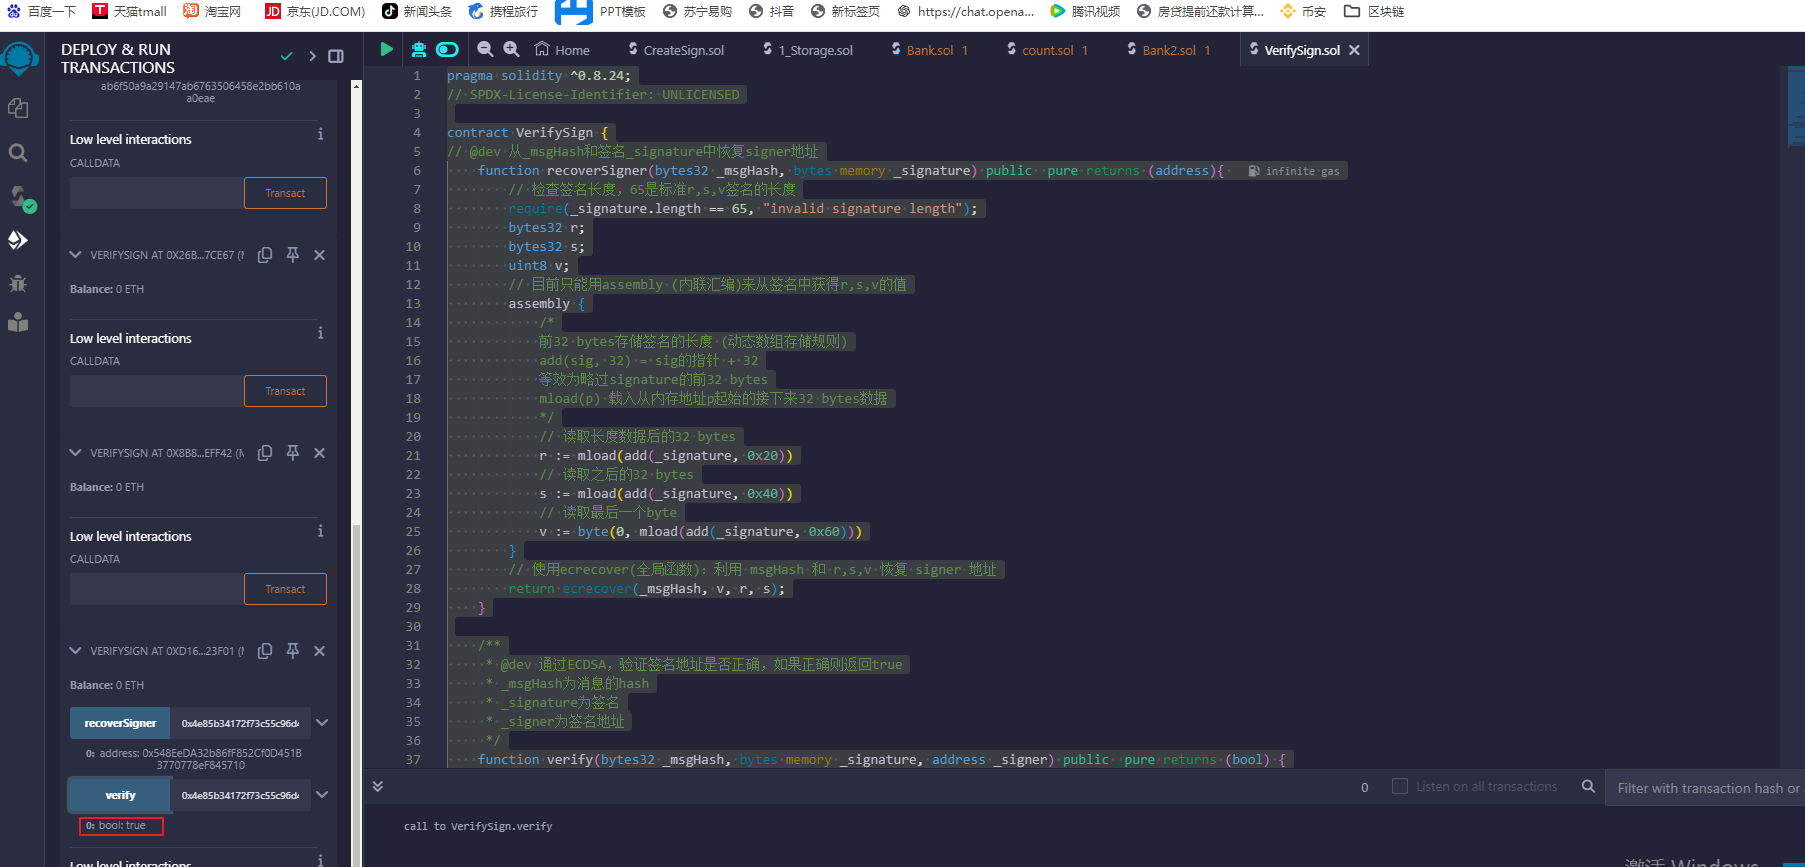 百度一下 天猫tmall 淘宝网 京东(JD.COM) 新闻头条 携程旅行 PPT模板 苏宁易购 抖音 新标签页 https://chat.opena... 腾讯视频 房贷提前还款计算... 币安 区块链
DEPLOY & RUN
TRANSACTIONS
ab6f50a9a29147ab6763506458e2bb610a
a0eae
Low level interactions
CALLDATA
Transact
VERIFYSIGN AT 0X26B...7CE67 (M
Balance: 0 ETH
Low level interactions
CALLDATA
Transact
VERIFYSIGN AT 0X8B8...EFF42 (M
Balance: 0 ETH
Low level interactions
CALLDATA
Transact
VERIFYSIGN AT 0XD16...23F01 (M
Balance: 0 ETH
recoverSigner 0x4e85b34172f73c55c96d
0: address: 0x548EeDA32b86fF852Cf0D451B
3770778eF845710
verify 0x4e85b34172f73c55c96d
0: bool: true
Low level interactions
Home CreateSign.sol 1_Storage.sol Bank.sol 1 count.sol 1 Bank2.sol 1 VerifySign.sol
1 pragma solidity ^0.8.24;
2 // SPDX-License-Identifier: UNLICENSED
3
4 contract VerifySign {
5 // @dev 从_msgHash和签名_signature中恢复signer地址
6 function recoverSigner(bytes32 _msgHash, bytes memory _signature) public pure returns (address){ infinite gas
7 // 检查签名长度，65是标准r,s,v签名的长度
8 require(_signature.length == 65, "invalid signature length");
9 bytes32 r;
10 bytes32 s;
11 uint8 v;
12 // 目前只能用assembly (内联汇编)来从签名中获得r,s,v的值
13 assembly {
14 /*
15 前32 bytes存储签名的长度 (动态数组存储规则)
16 add(sig, 32) = sig的指针 + 32
17 等效为略过signature的前32 bytes
18 mload(p) 载入从内存地址p起始的接下来32 bytes数据
19 */
20 // 读取长度数据后的32 bytes
21 r := mload(add(_signature, 0x20))
22 // 读取之后的32 bytes
23 s := mload(add(_signature, 0x40))
24 // 读取最后一个byte
25 v := byte(0, mload(add(_signature, 0x60)))
26 }
27 // 使用ecrecover(全局函数)：利用 msgHash 和 r,s,v 恢复 signer 地址
28 return ecrecover(_msgHash, v, r, s);
29 }
30
31 /**
32 * @dev 通过ECDSA，验证签名地址是否正确，如果正确则返回true
33 * _msgHash为消息的hash
34 * _signature为签名
35 * _signer为签名地址
36 */
37 function verify(bytes32 _msgHash, bytes memory _signature, address _signer) public pure returns (bool) {
0 Listen on all transactions Filter with transaction hash or
call to VerifySign.verify
激活 Windows